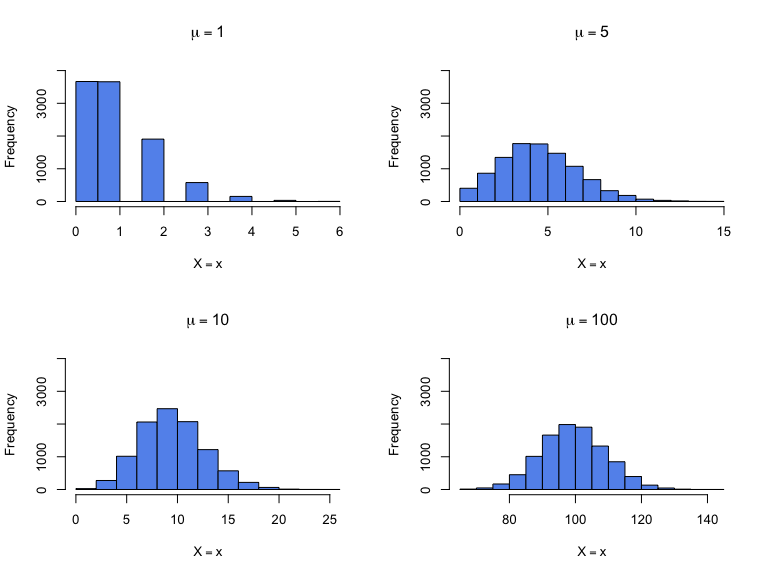 μ = 1
Frequency
3000
1000
0
0 1 2 3 4 5 6
X = x
μ = 5
Frequency
3000
1000
0
0 5 10 15
X = x
μ = 10
Frequency
3000
1000
0
0 5 10 15 20 25
X = x
μ = 100
Frequency
3000
1000
0
80 100 120 140
X = x